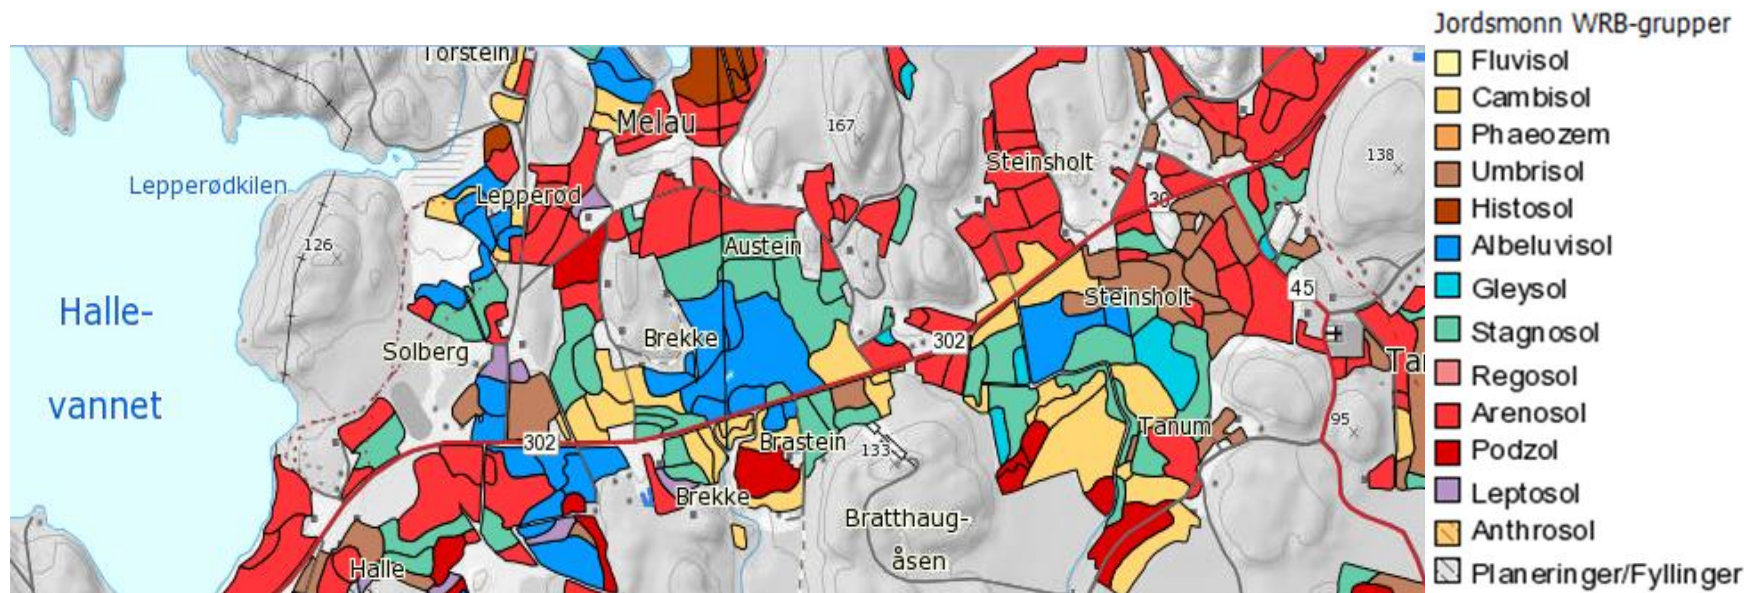 Jordsmonn WRB-grupper
Fluvisol
Cambisol
Phaeozem
Umbrisol
Histosol
Albeluvisol
Gleysol
Stagnosol
Regosol
Arenosol
Podzol
Leptosol
Anthrosol
Planeringer/Fyllinger
Torstein
Melau
167
138
Steinsholt
Lepperødkilen
Lepperød
30
126
Austein
Halle-
vannet
Steinsholt
45
Brekke
302
Solberg
Ta
95
Tanum
302
Brastein
133
Brekke
Bratthaug-
åsen
Halle